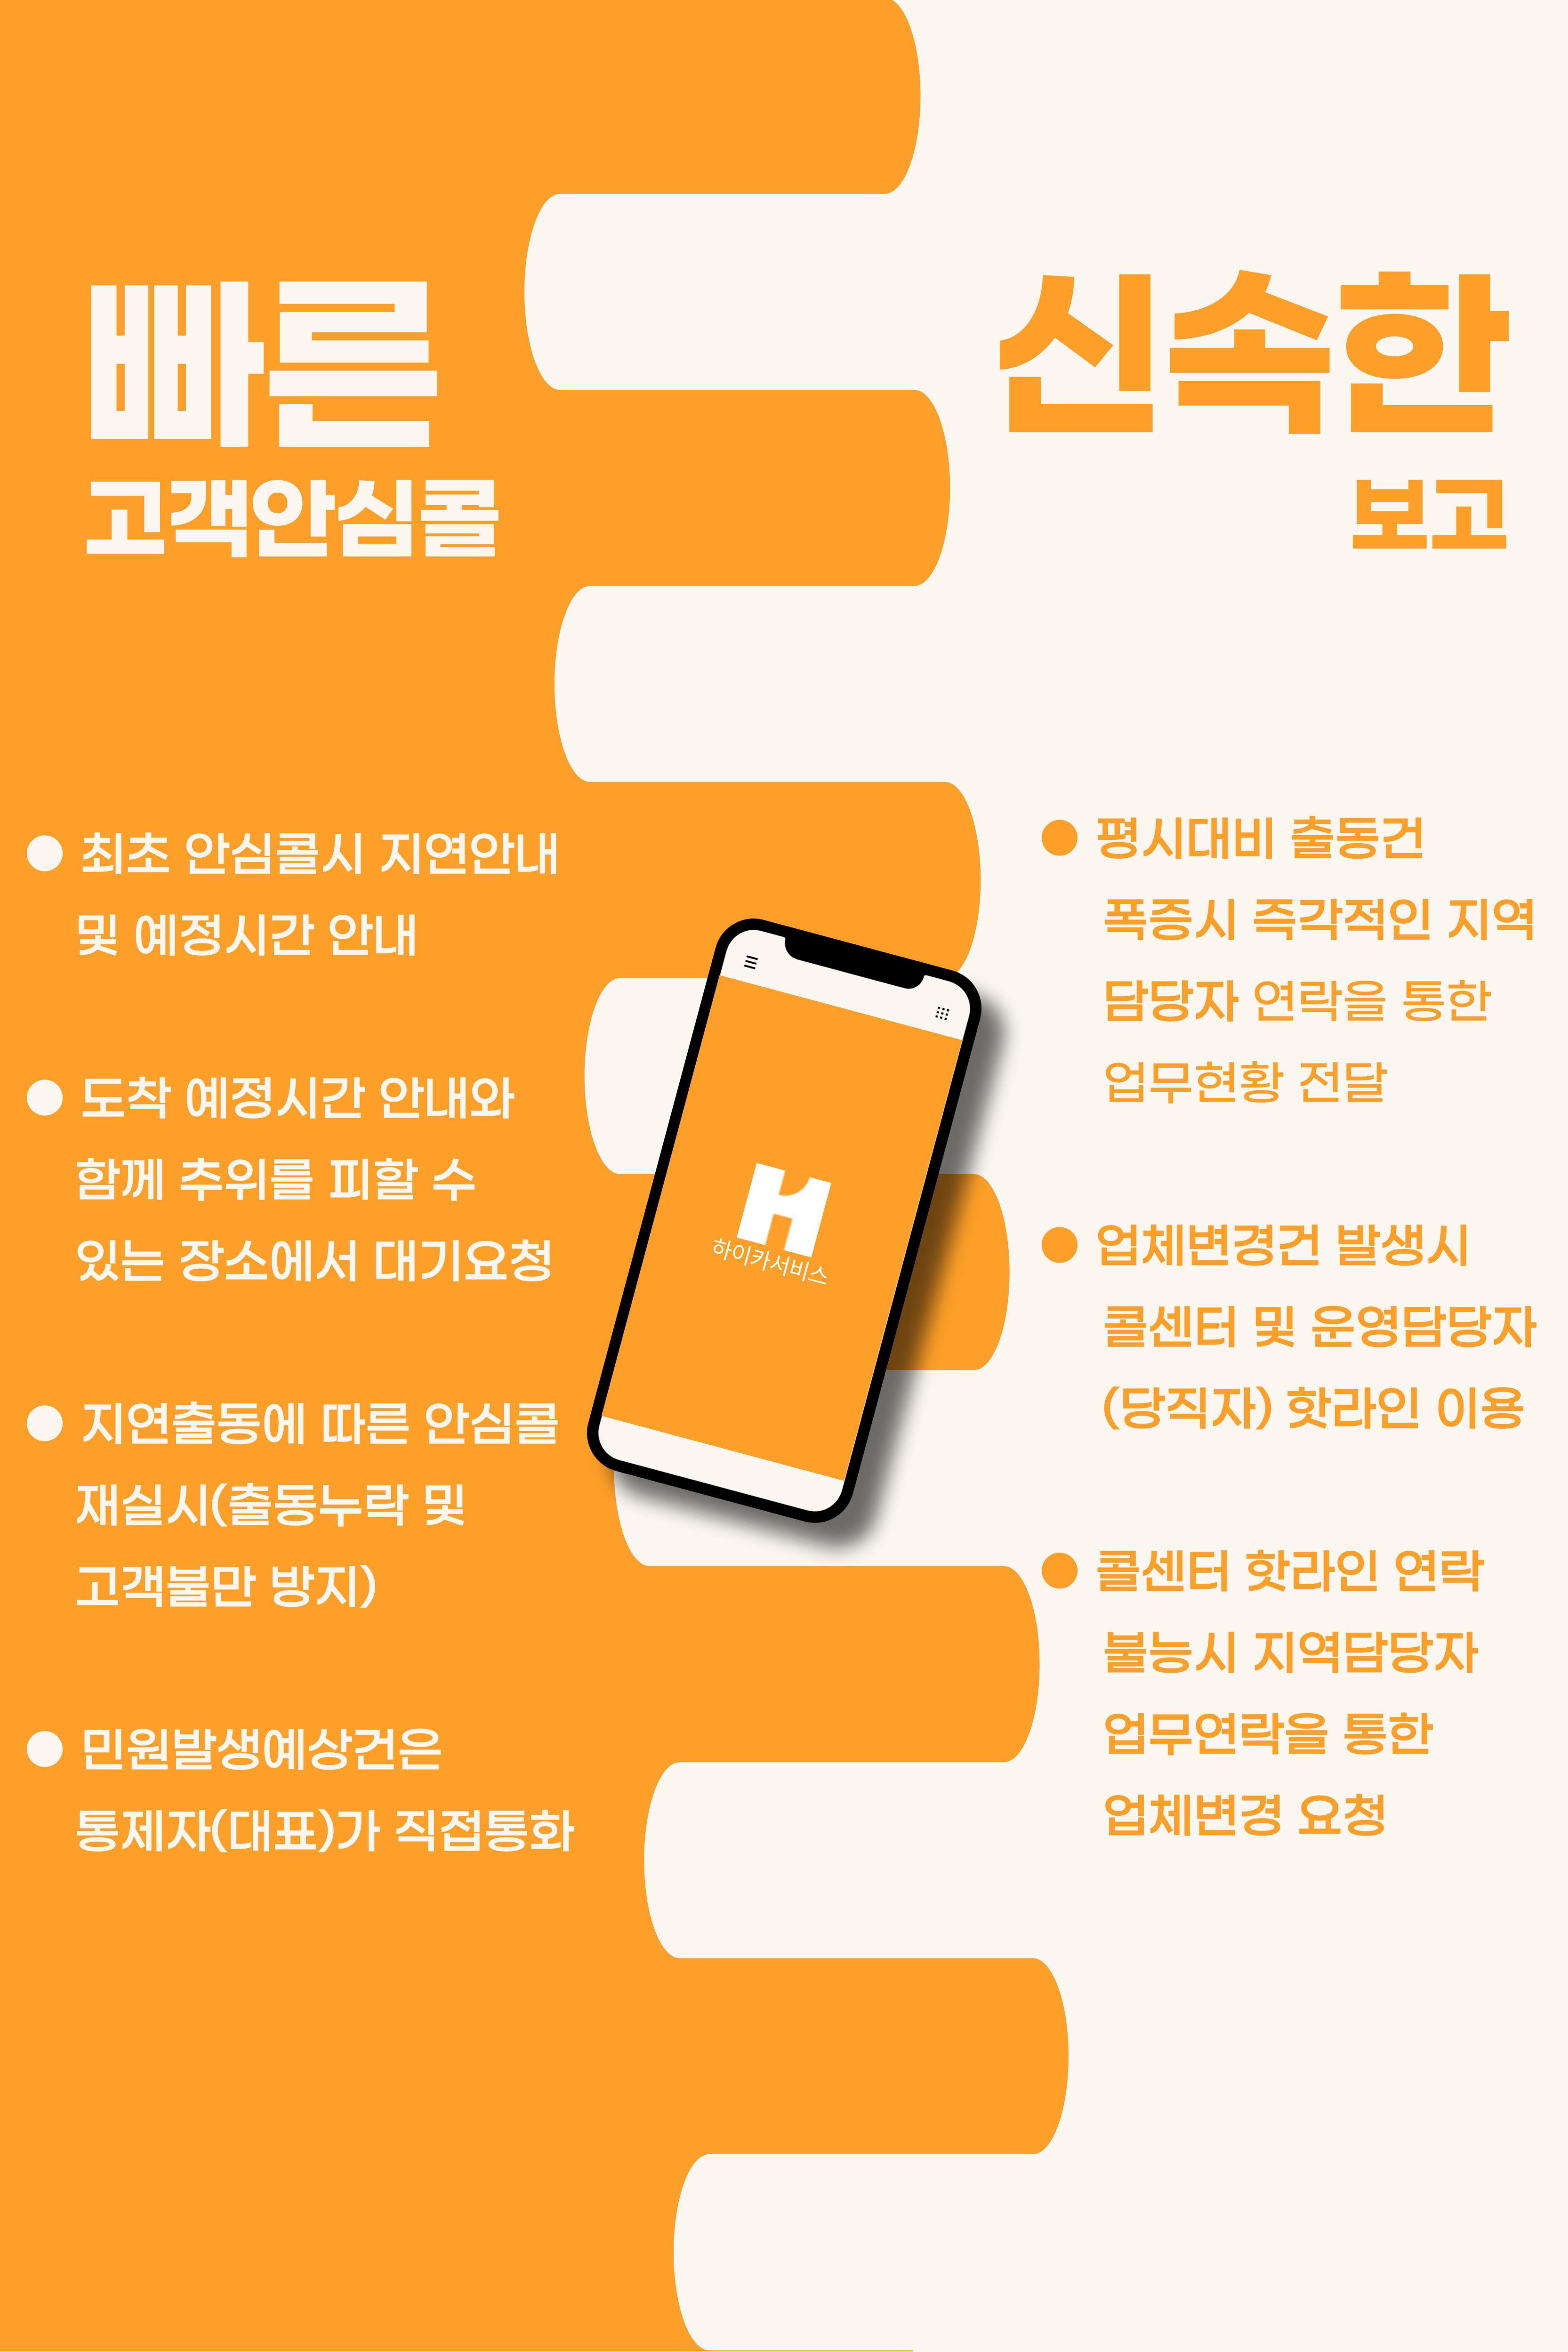 빠른
고객안심콜
최초 안심콜시 지연안내
및 예정시간 안내
도착 예정시간 안내와
함께 추위를 피할 수
있는 장소에서 대기요청
지연출동에 따른 안심콜
재실시(출동누락 및
고객불만 방지)
민원발생예상건은
통제자(대표)가 직접통화
하이카서비스
신속한
보고
평시대비 출동건
폭증시 즉각적인 지역
담당자 연락을 통한
업무현황 전달
업체변경건 발생시
콜센터 및 운영담당자
(당직자) 핫라인 이용
콜센터 핫라인 연락
불능시 지역담당자
업무연락을 통한
업체변경 요청